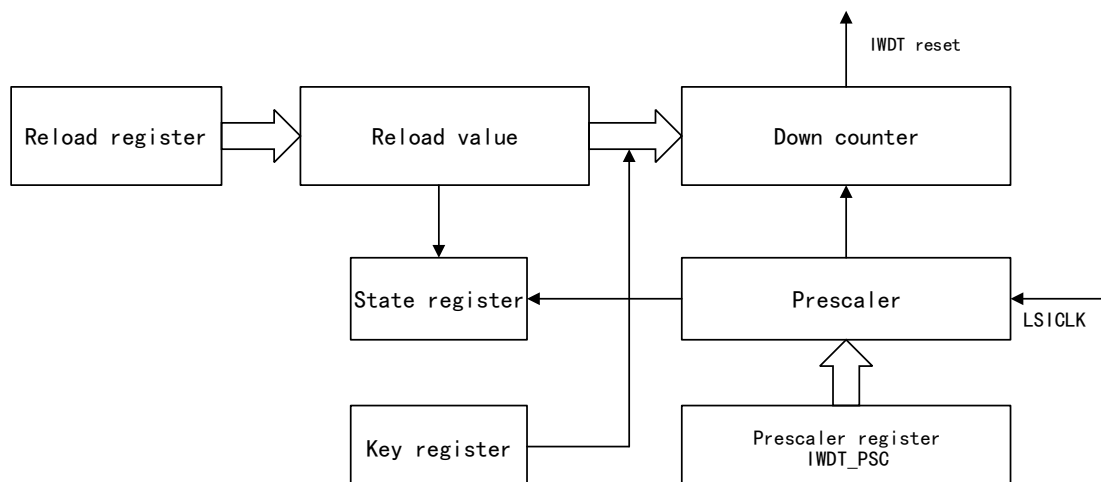 IWDT reset
Reload register
Reload value
Down counter
State register
Prescaler
LSICLK
Key register
Prescaler register
IWDT_PSC